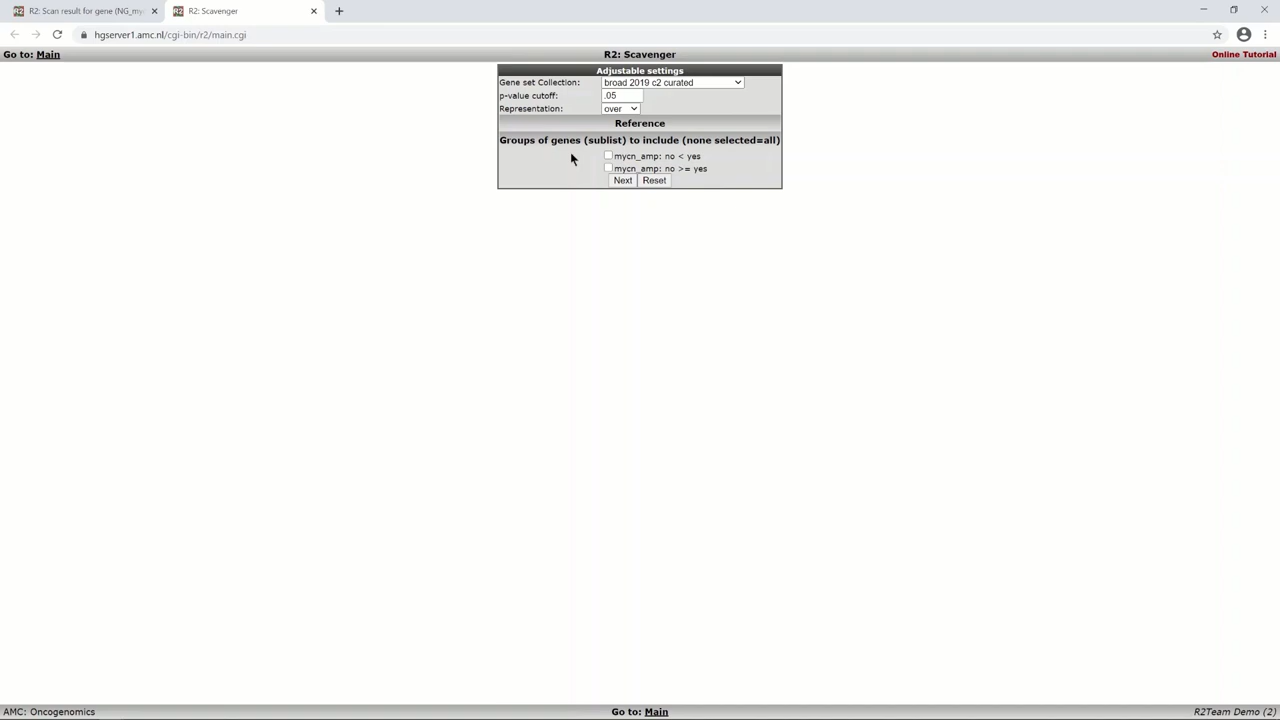 R2: Scan result for gene (NG_my
R2: Scavenger
hgserver1.amc.nl/cgi-bin/r2/main.cgi
Go to: Main
R2: Scavenger
Online Tutorial
Adjustable settings
Gene set Collection: broad 2019 c2 curated
p-value cutoff: .05
Representation: over
Reference
Groups of genes (sublist) to include (none selected=all)
mycn_amp: no < yes
mycn_amp: no >= yes
Next Reset
AMC: Oncogenomics
Go to: Main
R2Team Demo (2)